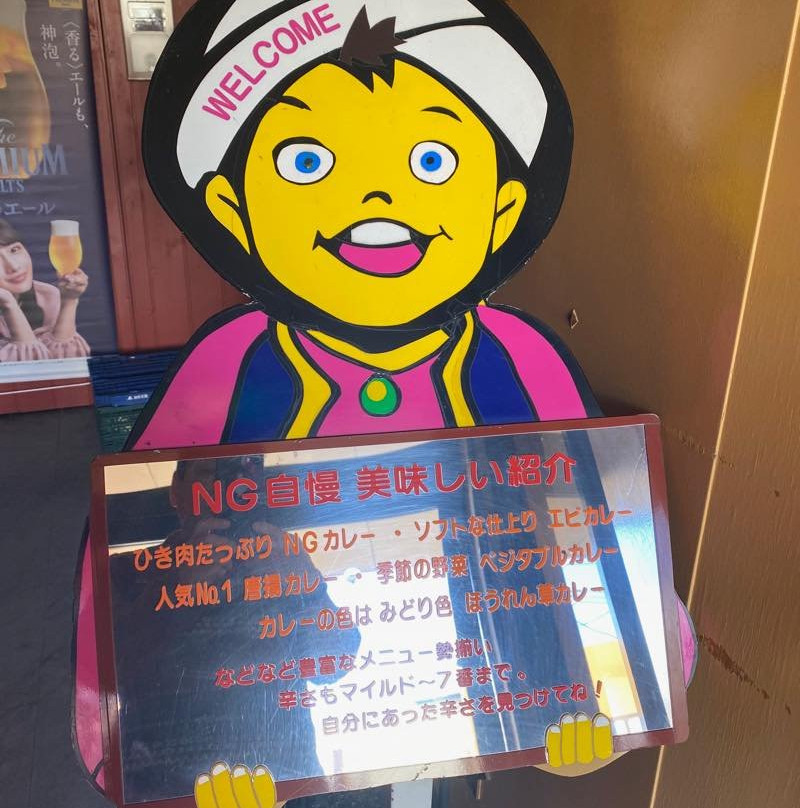 〈香る〉エールも、
神泡。
The
PREMIUM
MALTS
エール
WELCOME
NG自慢 美味しい紹介
ひき肉たっぷり NGカレー ・ ソフトな仕上り エビカレー
人気No.1 唐揚カレー ・ 季節の野菜 ベジタブルカレー
カレーの色は みどり色 ほうれん草カレー
などなど豊富なメニュー勢揃い
辛さもマイルド～7番まで。
自分にあった辛さを見つけてね！